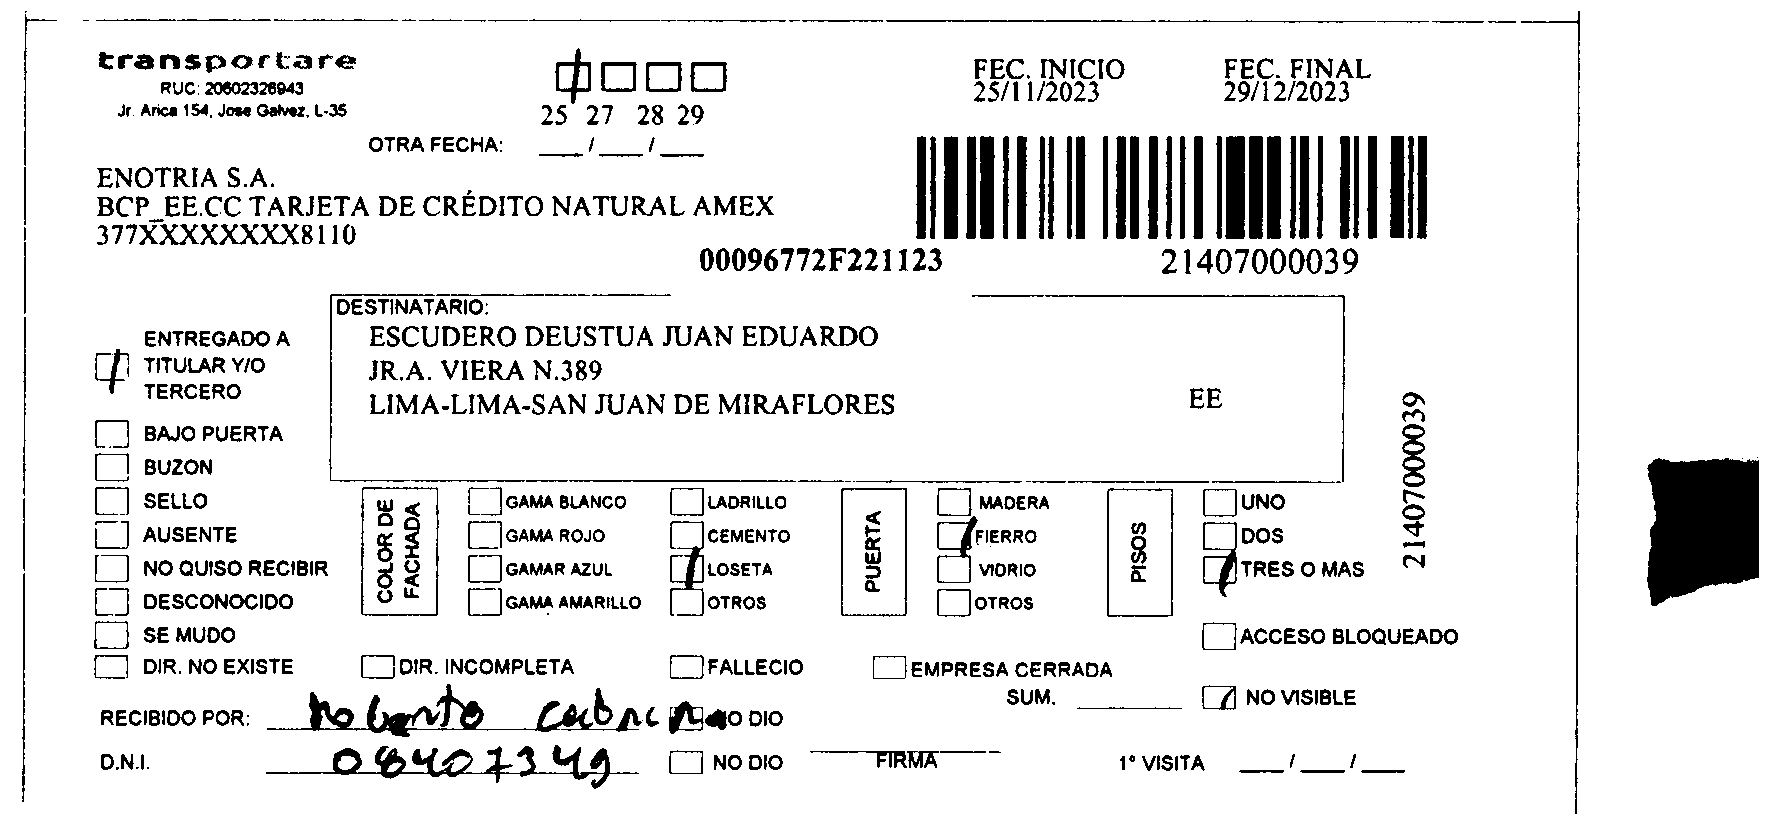 transportare
RUC: 20602326943
Jr. Arica 154, Jose Galvez, L-35
25 27 28 29
OTRA FECHA: ___/___/___
FEC. INICIO
25/11/2023
FEC. FINAL
29/12/2023
ENOTRIA S.A.
BCP_EE.CC TARJETA DE CRÉDITO NATURAL AMEX
377XXXXXXXX8110
00096772F221123
21407000039
DESTINATARIO:
ESCUDERO DEUSTUA JUAN EDUARDO
JR.A. VIERA N.389
LIMA-LIMA-SAN JUAN DE MIRAFLORES
EE
21407000039
ENTREGADO A
TITULAR Y/O
TERCERO
BAJO PUERTA
BUZON
SELLO
AUSENTE
NO QUISO RECIBIR
DESCONOCIDO
SE MUDO
DIR. NO EXISTE
COLOR DE
FACHADA
GAMA BLANCO
GAMA ROJO
GAMAR AZUL
GAMA AMARILLO
LADRILLO
CEMENTO
LOSETA
OTROS
PUERTA
MADERA
FIERRO
VIDRIO
OTROS
PISOS
UNO
DOS
TRES O MAS
ACCESO BLOQUEADO
DIR. INCOMPLETA
FALLECIO
EMPRESA CERRADA
SUM. ______
NO VISIBLE
RECIBIDO POR: Roberto Cabrera
NO DIO
D.N.I. 08407349
NO DIO
FIRMA
1° VISITA ___/___/___